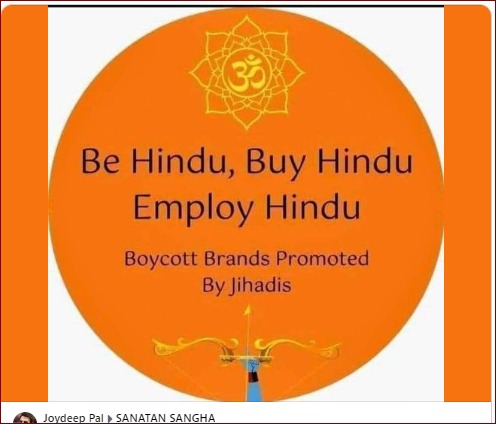 ॐ
Be Hindu, Buy Hindu
Employ Hindu
Boycott Brands Promoted
By Jihadis
Joydeep Pal ▸ SANATAN SANGHA